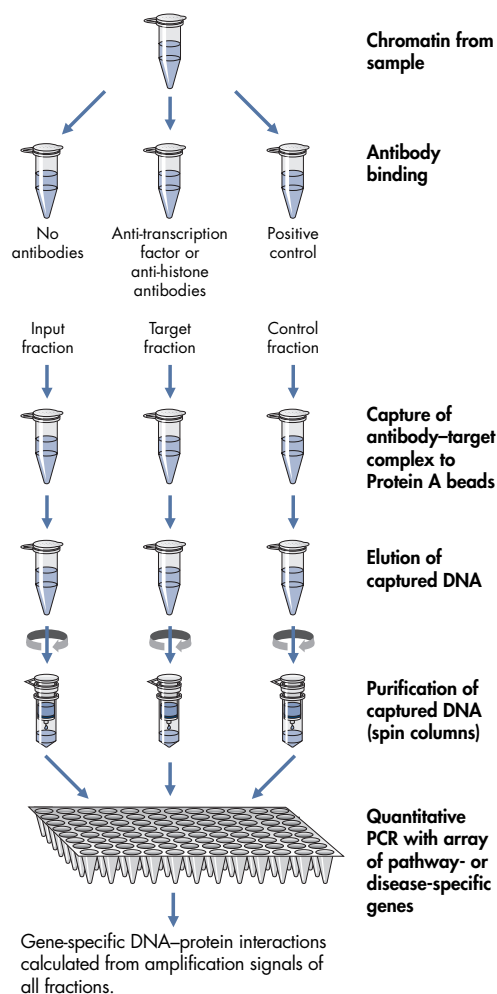 Chromatin from
sample
Antibody
binding
No
antibodies
Anti-transcription
factor or
anti-histone
antibodies
Positive
control
Input
fraction
Target
fraction
Control
fraction
Capture of
antibody–target
complex to
Protein A beads
Elution of
captured DNA
Purification of
captured DNA
(spin columns)
Quantitative
PCR with array
of pathway- or
disease-specific
genes
Gene-specific DNA–protein interactions
calculated from amplification signals of
all fractions.